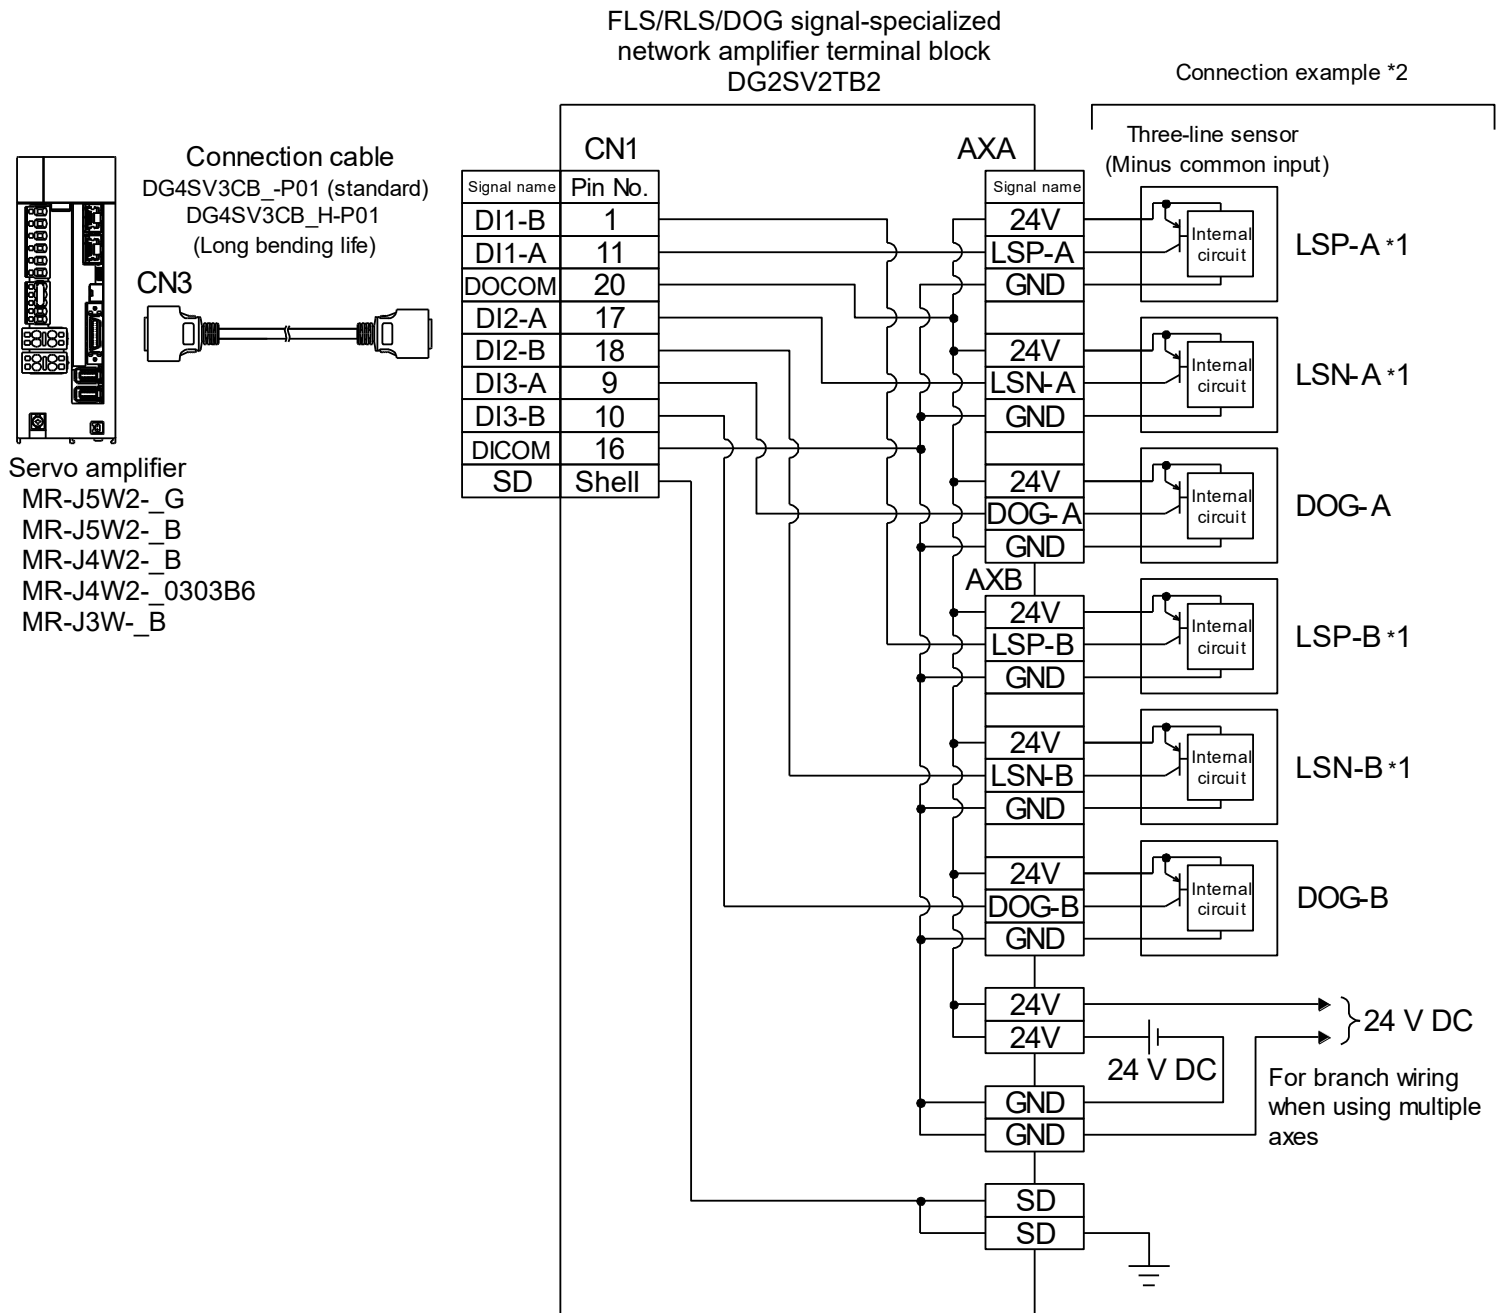 FLS/RLS/DOG signal-specialized
network amplifier terminal block
DG2SV2TB2
Connection example *2
Three-line sensor
(Minus common input)
Connection cable
DG4SV3CB_-P01 (standard)
DG4SV3CB_H-P01
(Long bending life)
CN3
Servo amplifier
MR-J5W2-_G
MR-J5W2-_B
MR-J4W2-_B
MR-J4W2-_0303B6
MR-J3W-_B
CN1
Signal name Pin No.
DI1-B 1
DI1-A 11
DOCOM 20
DI2-A 17
DI2-B 18
DI3-A 9
DI3-B 10
DICOM 16
SD Shell
AXA
Signal name
24V
LSP-A
GND
24V
LSN-A
GND
24V
DOG-A
GND
AXB
24V
LSP-B
GND
24V
LSN-B
GND
24V
DOG-B
GND
24V
24V
GND
GND
SD
SD
Internal
circuit
LSP-A *1
Internal
circuit
LSN-A *1
Internal
circuit
DOG-A
Internal
circuit
LSP-B *1
Internal
circuit
LSN-B *1
Internal
circuit
DOG-B
24 V DC
24 V DC
For branch wiring
when using multiple
axes